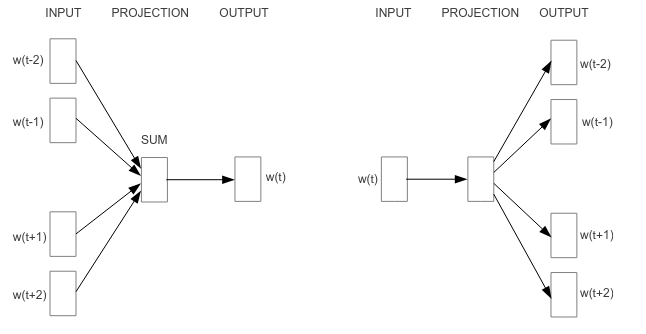 INPUT PROJECTION OUTPUT
w(t-2)
w(t-1)
SUM
w(t)
w(t+1)
w(t+2)
INPUT PROJECTION OUTPUT
w(t-2)
w(t-1)
w(t)
w(t+1)
w(t+2)